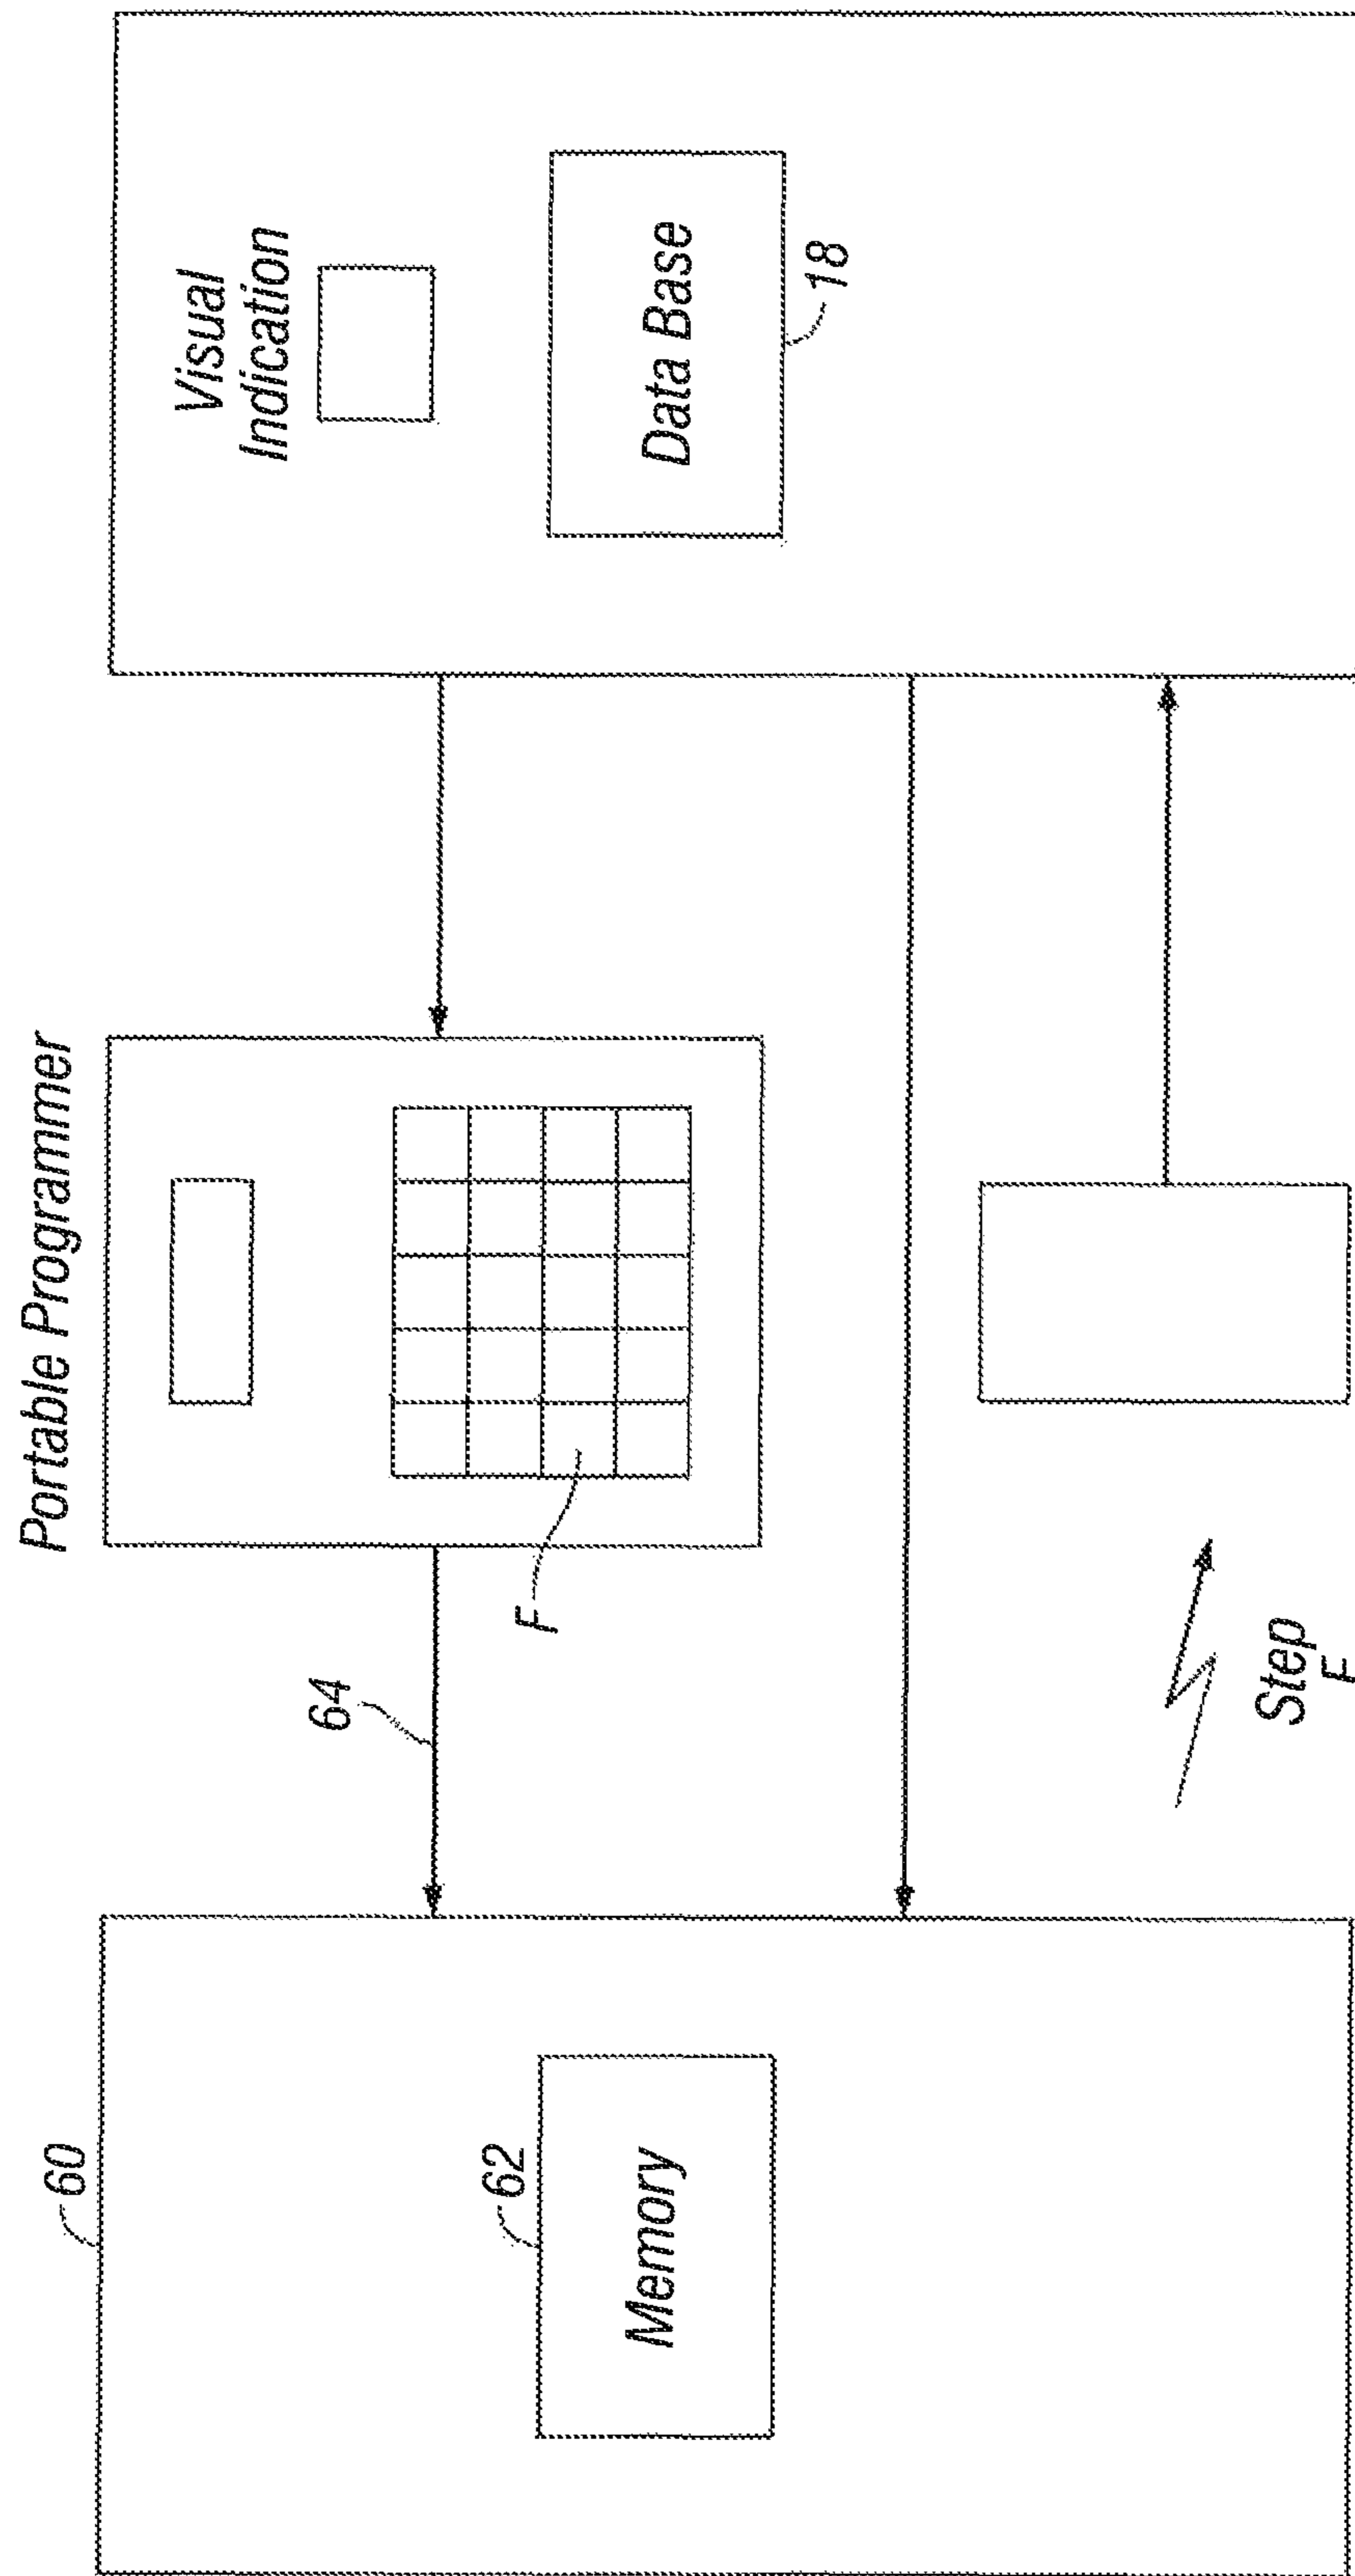 Portable Programmer
60
Visual
Indication
64
62
F
Memory
Data Base
18
Step